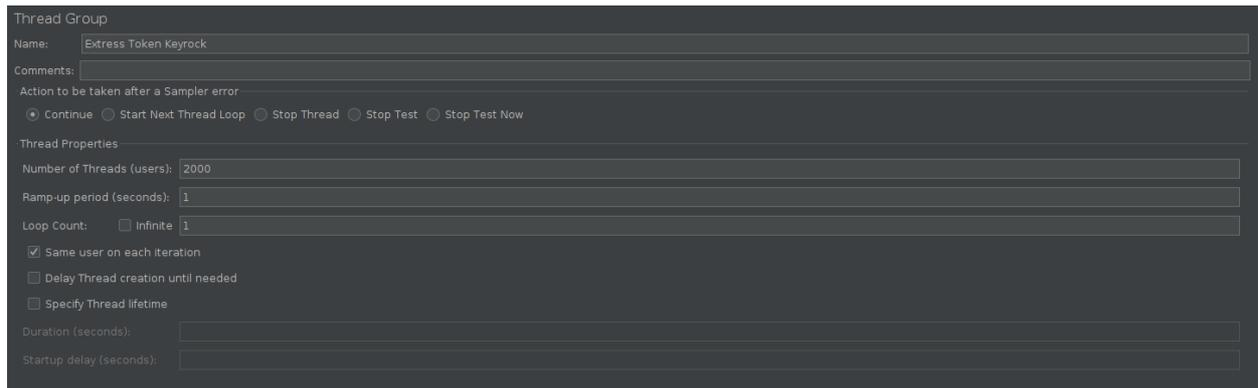 Thread Group
Name: Extress Token Keyrock
Comments:
Action to be taken after a Sampler error
Continue Start Next Thread Loop Stop Thread Stop Test Stop Test Now
Thread Properties
Number of Threads (users): 2000
Ramp-up period (seconds): 1
Loop Count: Infinite 1
Same user on each iteration
Delay Thread creation until needed
Specify Thread lifetime
Duration (seconds):
Startup delay (seconds):